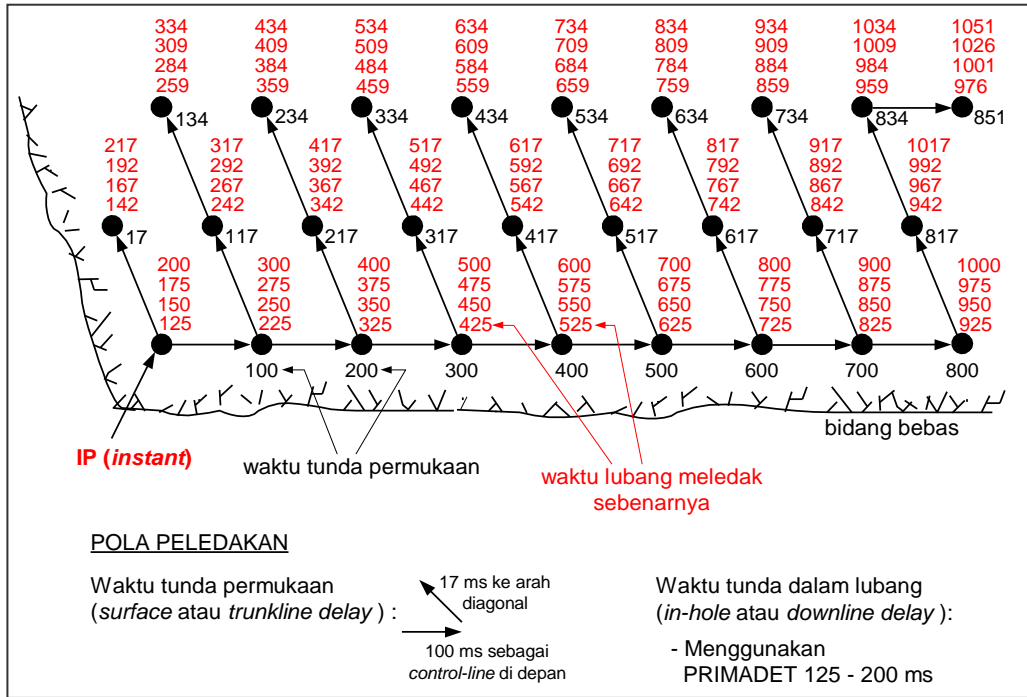 334 434 534 634 734 834 934 1034 1051
309 409 509 609 709 809 909 1009 1026
284 384 484 584 684 784 884 984 1001
259 359 459 559 659 759 859 959 976
134 234 334 434 534 634 734 834 851
217 317 417 517 617 717 817 917 1017
192 292 392 492 592 692 792 892 992
167 267 367 467 567 667 767 867 967
142 242 342 442 542 642 742 842 942
17 117 217 317 417 517 617 717 817
200 300 400 500 600 700 800 900 1000
175 275 375 475 575 675 775 875 975
150 250 350 450 550 650 750 850 950
125 225 325 425 525 625 725 825 925
100 200 300 400 500 600 700 800
bidang bebas
IP (instant)
waktu tunda permukaan
waktu lubang meledak
sebenarnya
POLA PELEDAKAN
Waktu tunda permukaan
(surface atau trunkline delay ) :
17 ms ke arah
diagonal
100 ms sebagai
control-line di depan
Waktu tunda dalam lubang
(in-hole atau downline delay ):
- Menggunakan
PRIMADET 125 - 200 ms